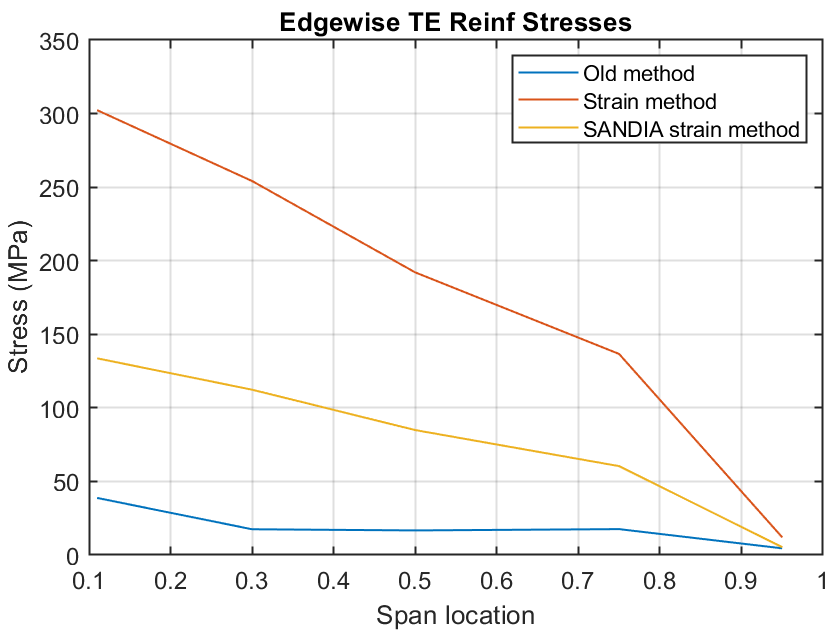 Edgewise TE Reinf Stresses
350
300
250
200
150
100
50
0
Stress (MPa)
Old method
Strain method
SANDIA strain method
0.1 0.2 0.3 0.4 0.5 0.6 0.7 0.8 0.9 1
Span location